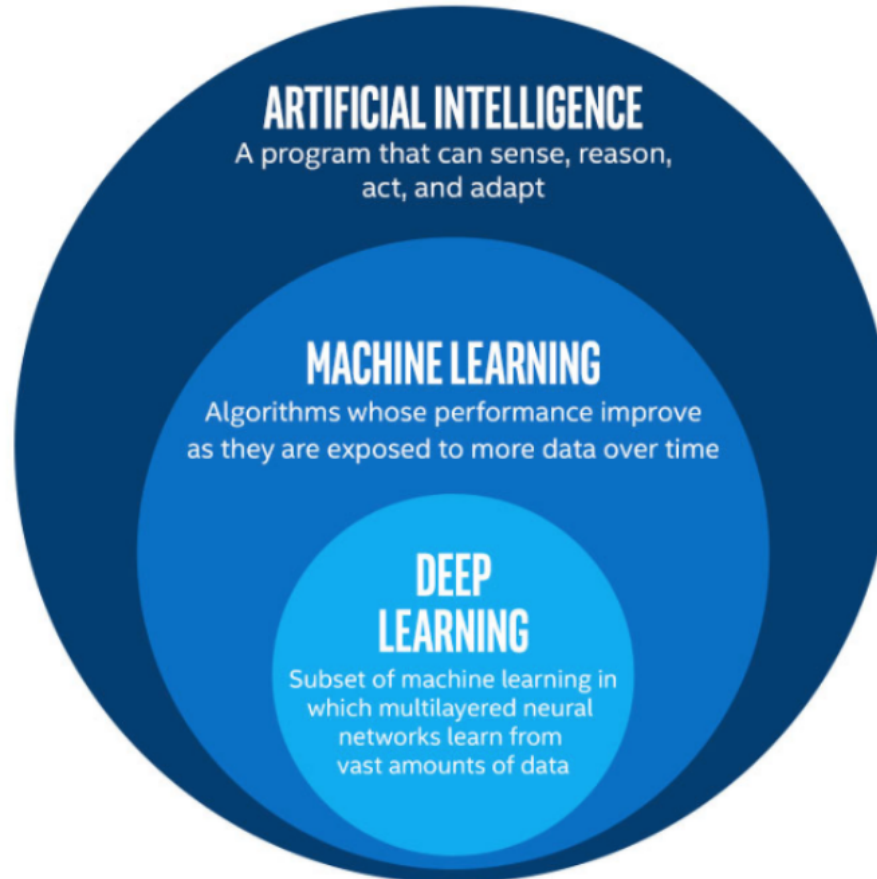 ARTIFICIAL INTELLIGENCE
A program that can sense, reason,
act, and adapt
MACHINE LEARNING
Algorithms whose performance improve
as they are exposed to more data over time
DEEP
LEARNING
Subset of machine learning in
which multilayered neural
networks learn from
vast amounts of data